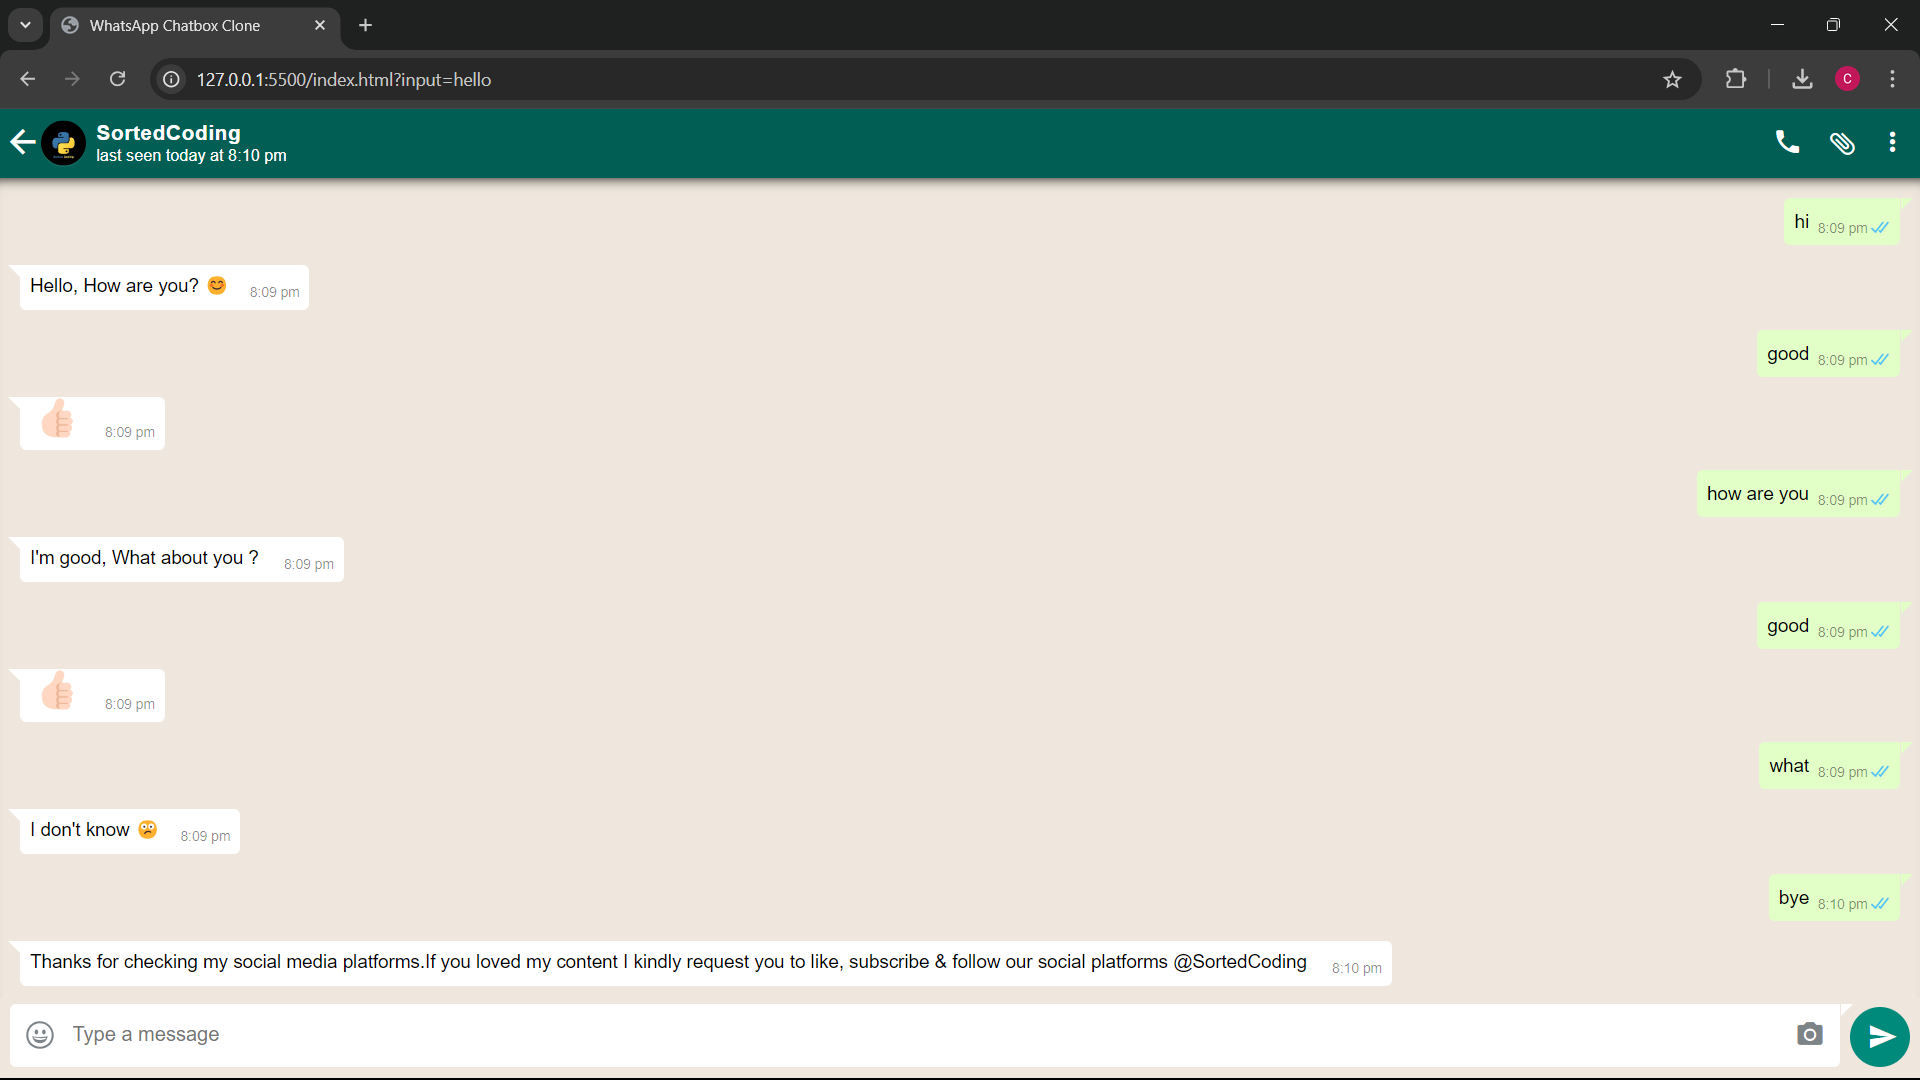 WhatsApp Chatbox Clone
127.0.0.1:5500/index.html?input=hello
C
SortedCoding
last seen today at 8:10 pm
hi 8:09 pm
Hello, How are you? 😊 8:09 pm
good 8:09 pm
8:09 pm
how are you 8:09 pm
I'm good, What about you ? 8:09 pm
good 8:09 pm
8:09 pm
what 8:09 pm
I don't know 8:09 pm
bye 8:10 pm
Thanks for checking my social media platforms.If you loved my content I kindly request you to like, subscribe & follow our social platforms @SortedCoding 8:10 pm
Type a message